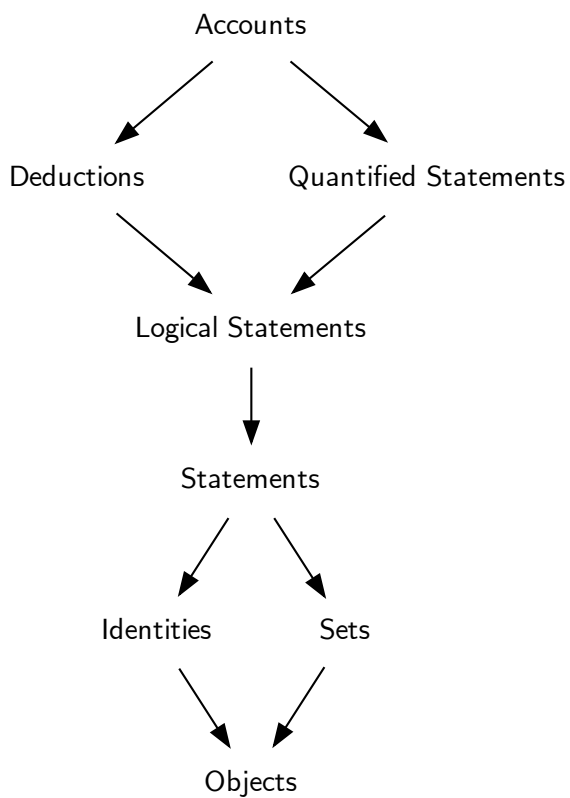 Accounts
Deductions
Quantified Statements
Logical Statements
Statements
Identities
Sets
Objects